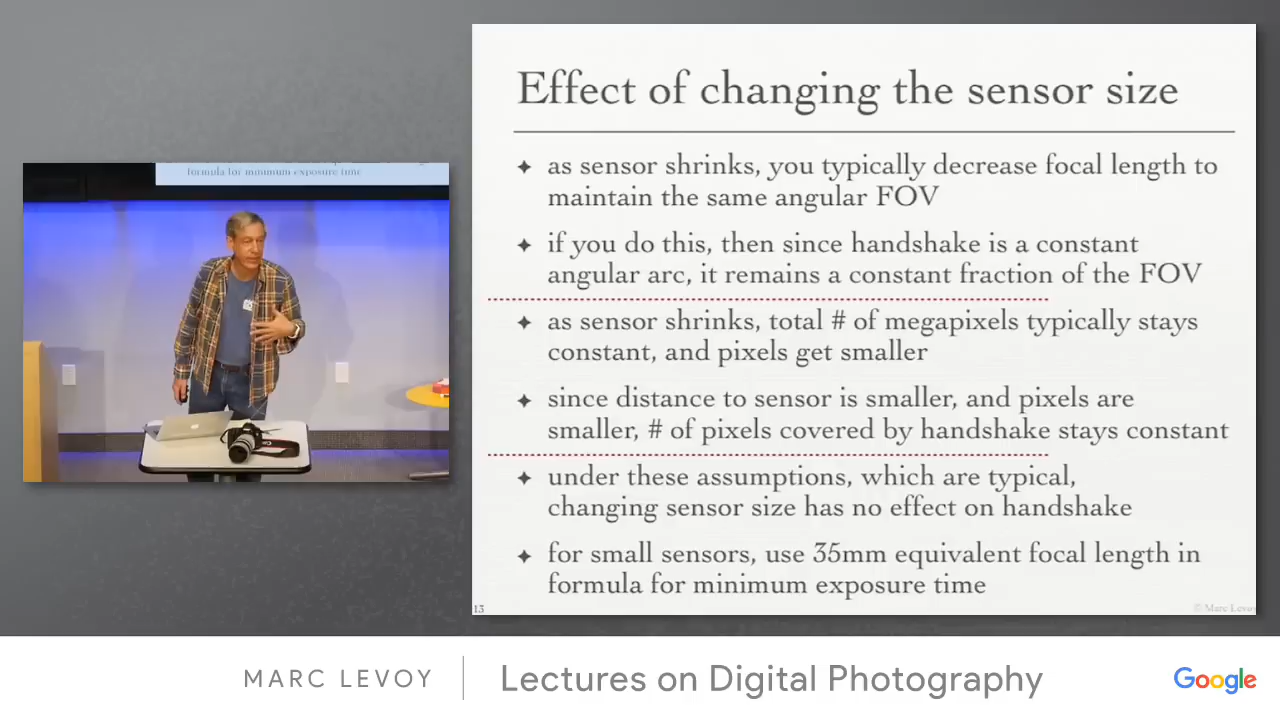 Effect of changing the sensor size
✦ as sensor shrinks, you typically decrease focal length to
maintain the same angular FOV
✦ if you do this, then since handshake is a constant
angular arc, it remains a constant fraction of the FOV
✦ as sensor shrinks, total # of megapixels typically stays
constant, and pixels get smaller
✦ since distance to sensor is smaller, and pixels are
smaller, # of pixels covered by handshake stays constant
✦ under these assumptions, which are typical,
changing sensor size has no effect on handshake
✦ for small sensors, use 35mm equivalent focal length in
formula for minimum exposure time
13
© Marc Levoy
formula for minimum exposure time
MARC LEVOY
Lectures on Digital Photography
Google